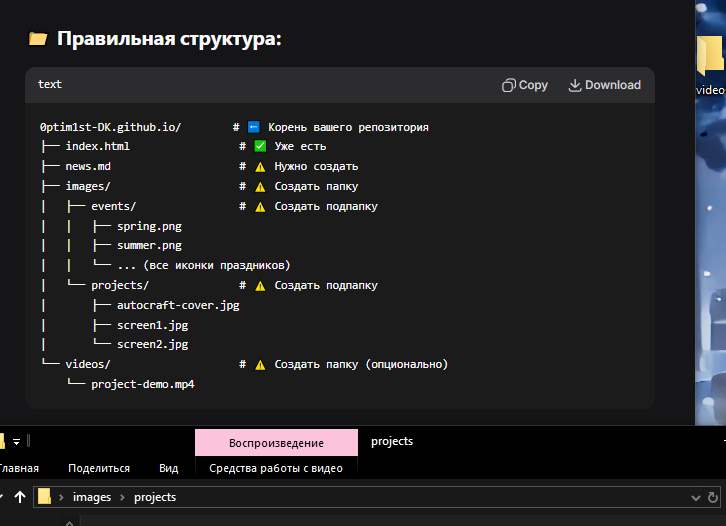 Правильная структура:
text
Copy
Download
0ptim1st-DK.github.io/ # Корень вашего репозитория
├── index.html # Уже есть
├── news.md # Нужно создать
├── images/ # Создать папку
│ ├── events/ # Создать подпапку
│ │ ├── spring.png
│ │ ├── summer.png
│ │ └── ... (все иконки праздников)
│ └── projects/ # Создать подпапку
│ ├── autocraft-cover.jpg
│ ├── screen1.jpg
│ └── screen2.jpg
└── videos/ # Создать папку (опционально)
└── project-demo.mp4
video
Воспроизведение
projects
Главная
Поделиться
Вид
Средства работы с видео
images
projects